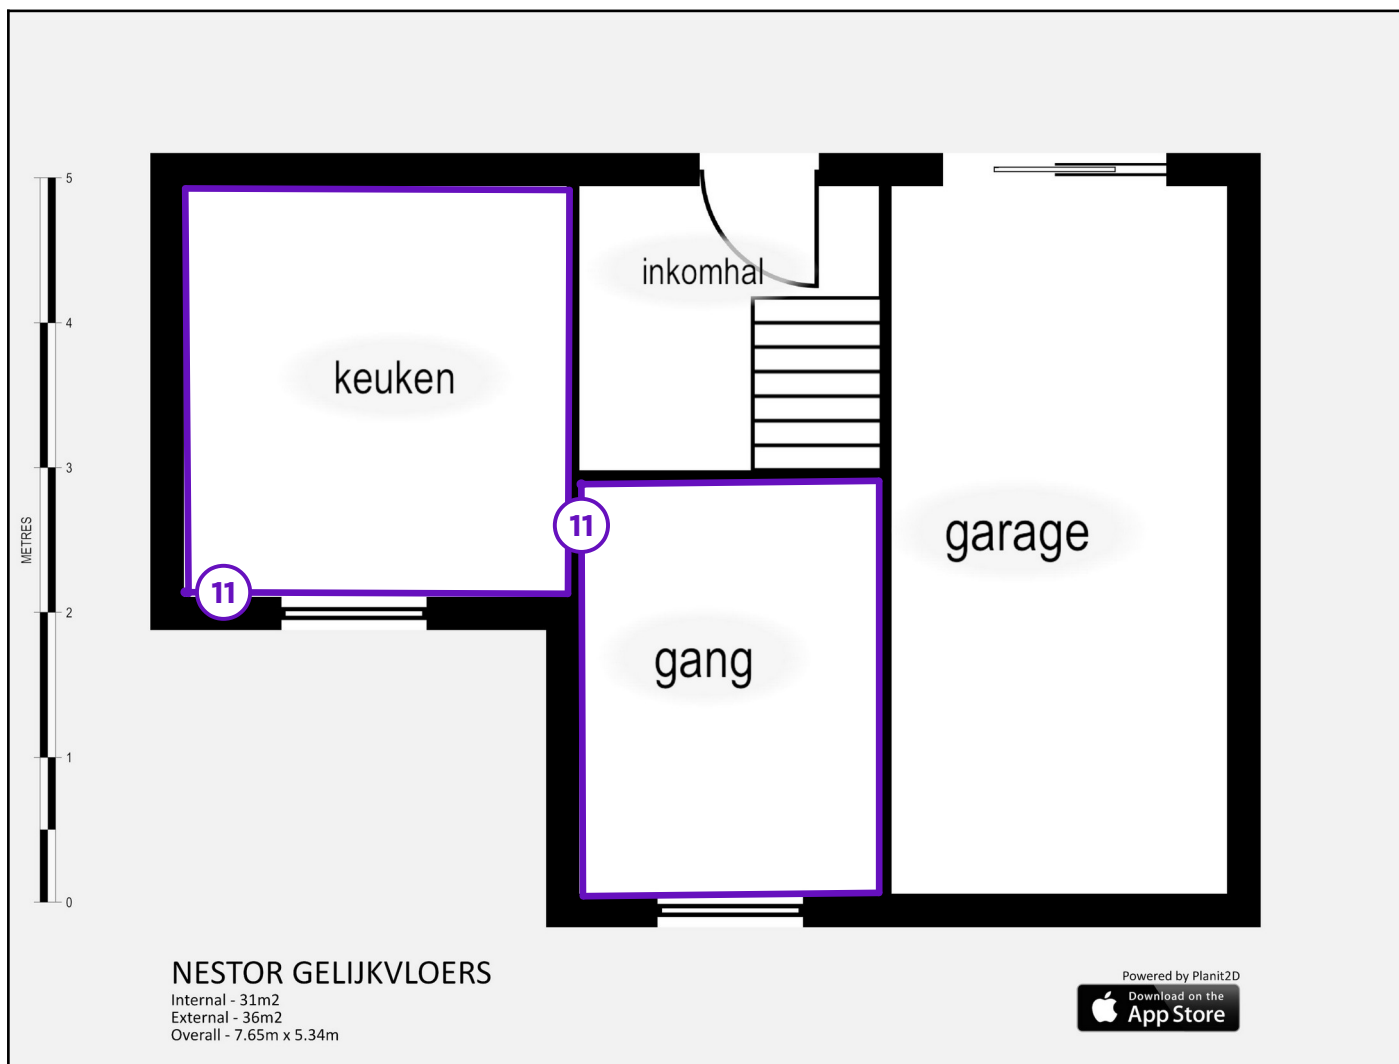 5
inkomhal
4
keuken
3
METRES
11
garage
11
2
gang
1
0
NESTOR GELIJKVLOERS
Internal - 31m2
External - 36m2
Overall - 7.65m x 5.34m
Powered by Planit2D
Download on the
App Store